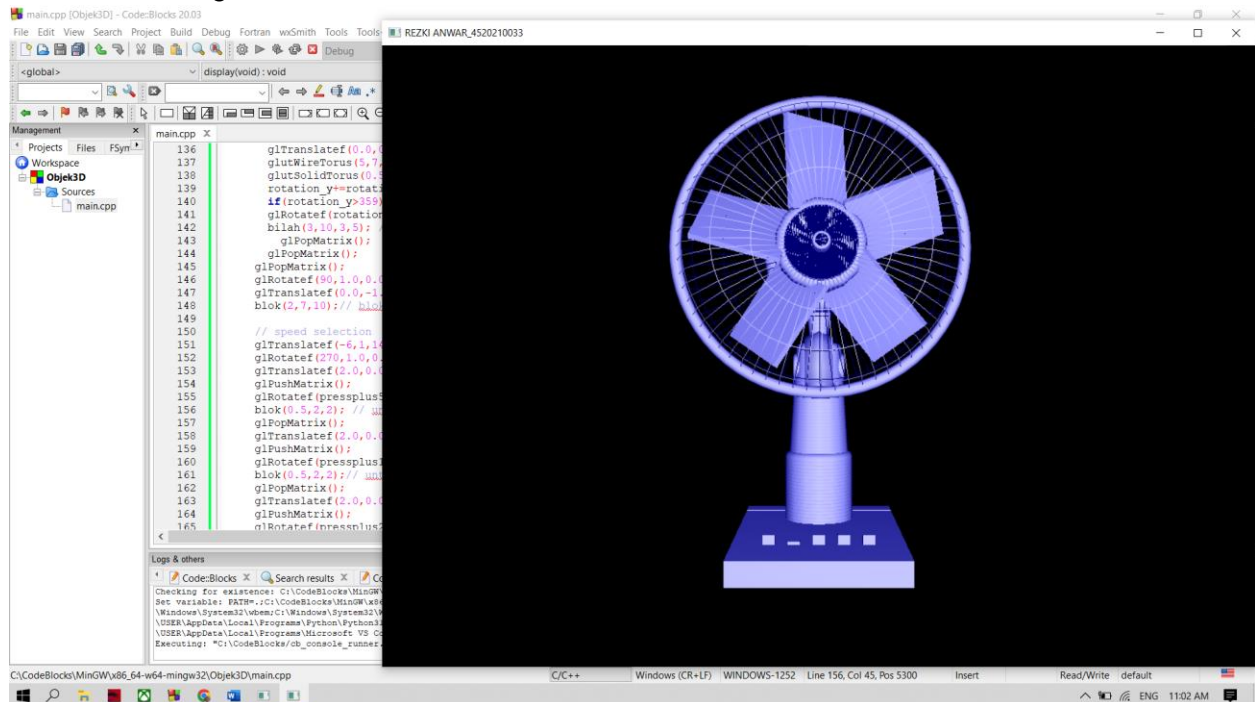 main.cpp [Objek3D] - Code::Blocks 20.03
File Edit View Search Project Build Debug Fortran wxSmith Tools Tools
REZKI ANWAR_4520210033
Debug
<global>
display(void) : void
Management
main.cpp X
Projects Files FSym
Workspace
Objek3D
Sources
main.cpp
136 glTranslatef(0.0,
137 glutWireTorus(5,7,
138 glutSolidTorus(0.5
139 rotation_y+=rotati
140 if(rotation_y>359)
141 glRotatef(rotation
142 bilah(3,10,3,5); /
143 glPopMatrix();
144 glPopMatrix();
145 glPopMatrix();
146 glRotatef(90,1.0,0.
147 glTranslatef(0.0,-1.
148 blok(2,7,10);// blo
149
150 // speed selection
151 glTranslatef(-6,1,14
152 glRotatef(270,1.0,0.
153 glTranslatef(2.0,0.0
154 glPushMatrix();
155 glRotatef(pressplus5
156 blok(0.5,2,2); // un
157 glPopMatrix();
158 glTranslatef(2.0,0.0
159 glPushMatrix();
160 glRotatef(pressplus1
161 blok(0.5,2,2);// unt
162 glPopMatrix();
163 glTranslatef(2.0,0.0
164 glPushMatrix();
165 glRotatef(pressplus2
Logs & others
Code::Blocks X Search results X Co
Checking for existence: C:\CodeBlocks\MinGW
Set variable: PATH=.;C:\CodeBlocks\MinGW\x86
\Windows\System32\wbem;C:\Windows\System32\W
\USER\AppData\Local\Programs\Python\Python3
\USER\AppData\Local\Programs\Microsoft VS Co
Executing: "C:\CodeBlocks/cb_console_runner.
C:\CodeBlocks\MinGW\x86_64-w64-mingw32\Objek3D\main.cpp
C/C++
Windows (CR+LF)
WINDOWS-1252
Line 156, Col 45, Pos 5300
Insert
Read/Write
default
ENG
11:02 AM